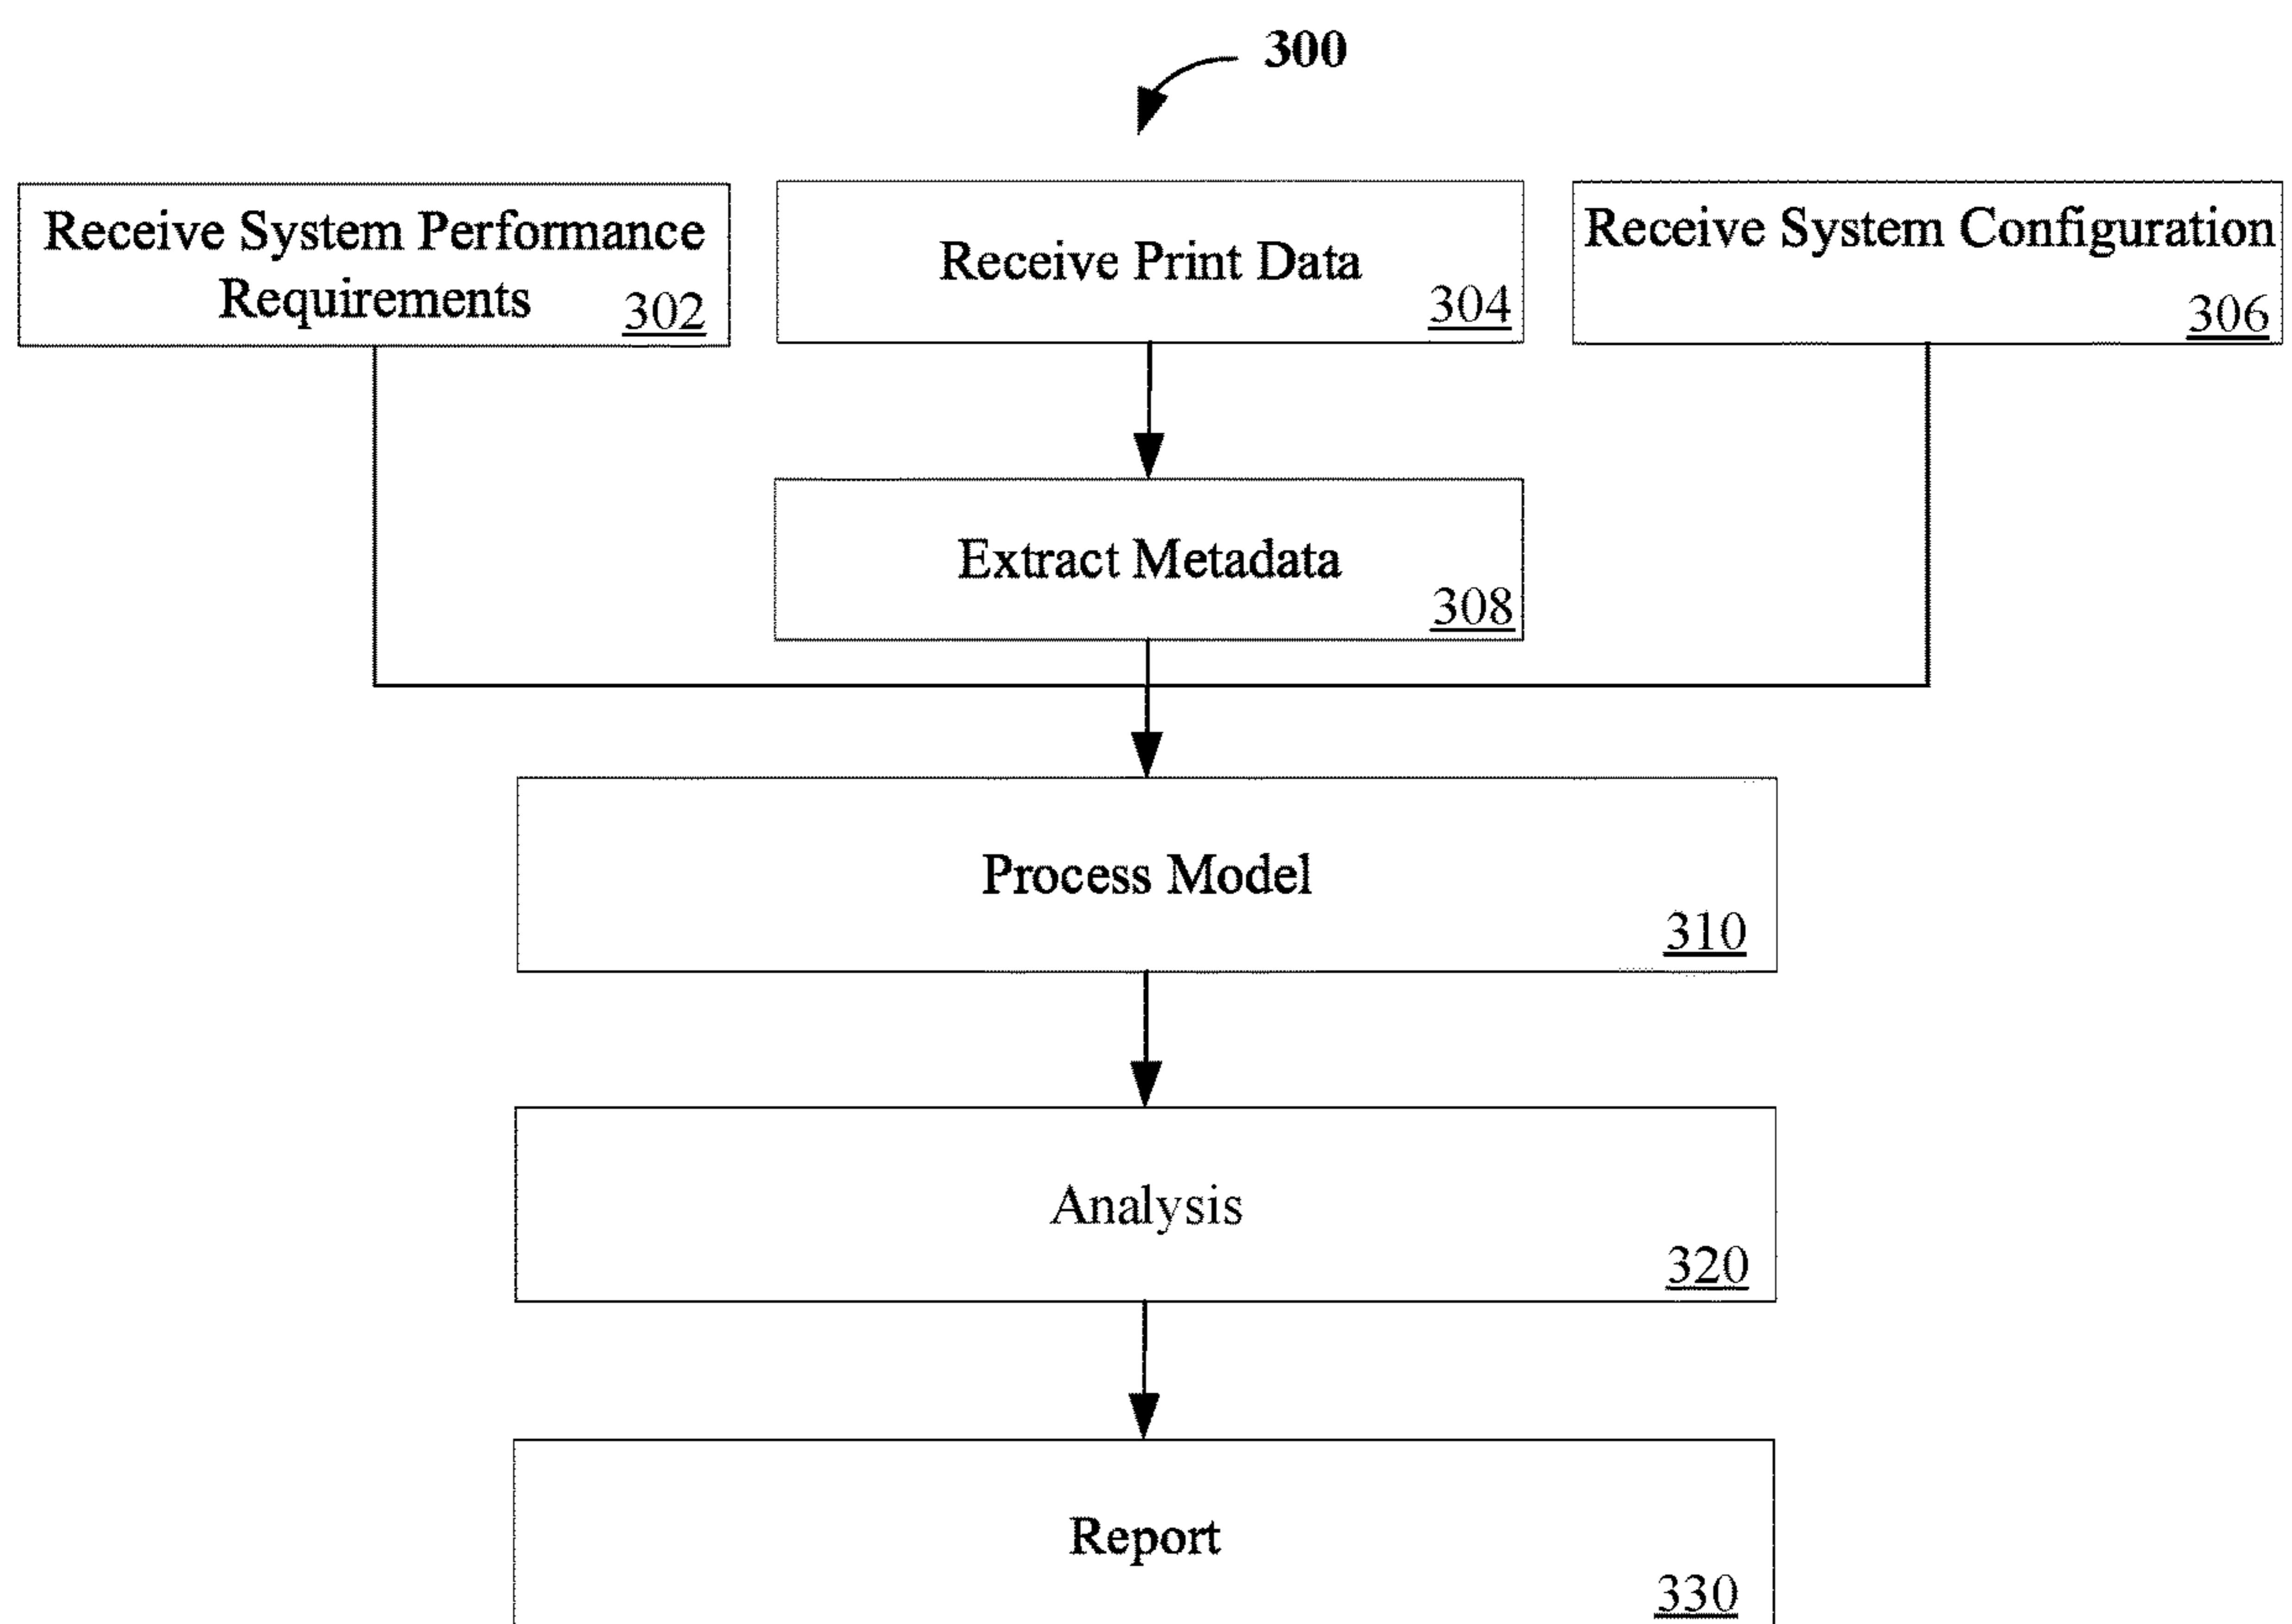 300
Receive System Performance
Requirements 302
Receive Print Data
304
Receive System Configuration
306
Extract Metadata
308
Process Model
310
Analysis
320
Report
330